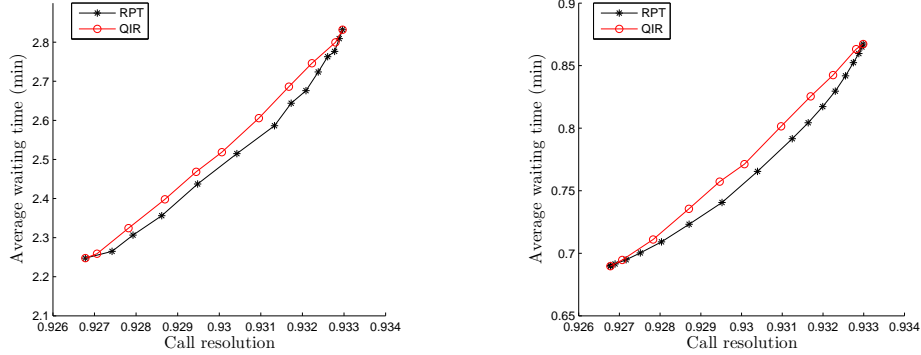 RPT
QIR
2.8
2.7
2.6
2.5
2.4
2.3
2.2
2.1
Average waiting time (min)
0.926 0.927 0.928 0.929 0.93 0.931 0.932 0.933 0.934
Call resolution
0.9
RPT
QIR
0.85
0.8
0.75
0.7
0.65
Average waiting time (min)
0.926 0.927 0.928 0.929 0.93 0.931 0.932 0.933 0.934
Call resolution